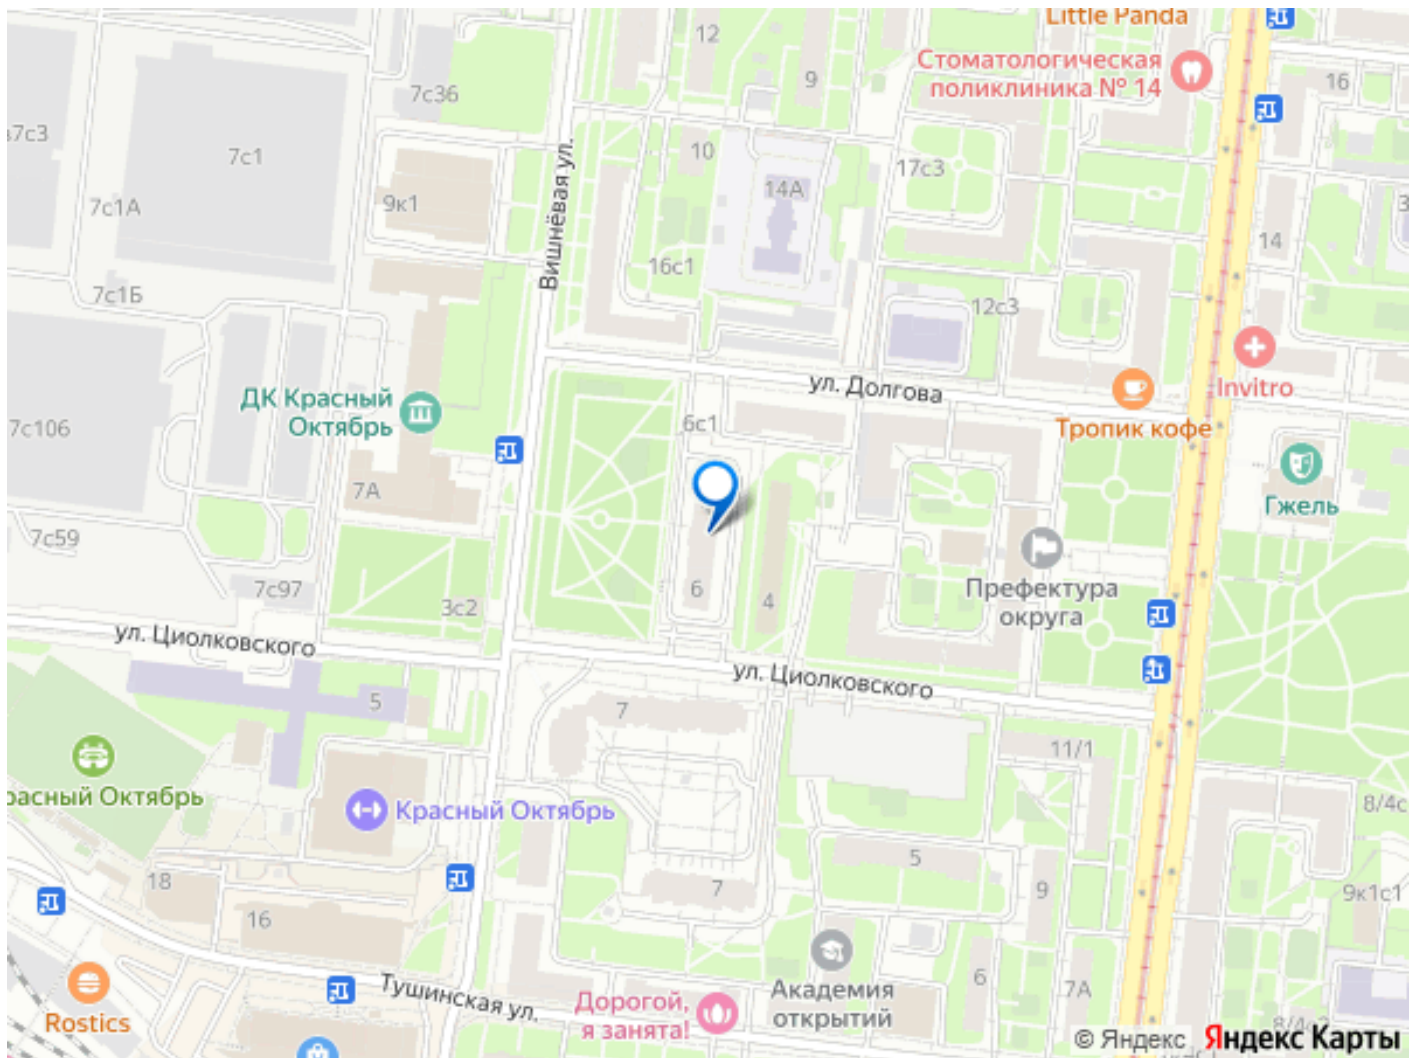 Little Panda
12
Стоматологическая
поликлиника № 14
9
16
7с36
7с3
7с1
10
17с3
14А
9к1
7с1А
Вишнёвая ул.
14
16с1
7с1Б
12с3
Invitro
ул. Долгова
ДК Красный
Октябрь
7с106
6с1
Тропик кофе
7А
Гжель
7с59
Префектура
округа
7с97
6
4
3с2
ул. Циолковского
ул. Циолковского
5
7
11/1
расный Октябрь
8/4с
Красный Октябрь
5
18
7
9
9к1с1
16
6
7А
Тушинская ул.
Академия
открытий
Дорогой,
я занята!
Rostics
© Яндекс Яндекс Карты